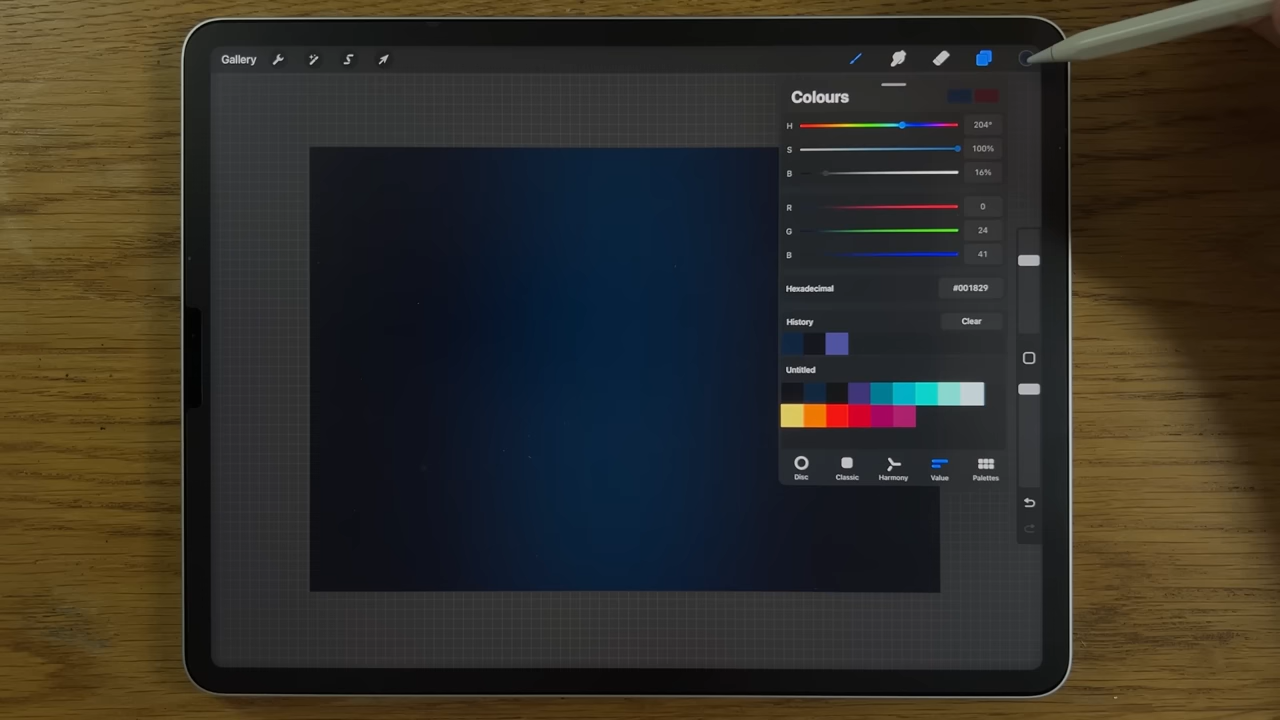 Gallery
Colours
H 204°
S 100%
B 16%
R 0
G 24
B 41
Hexadecimal #001829
History Clear
Untitled
Disc Classic Harmony Value Palettes